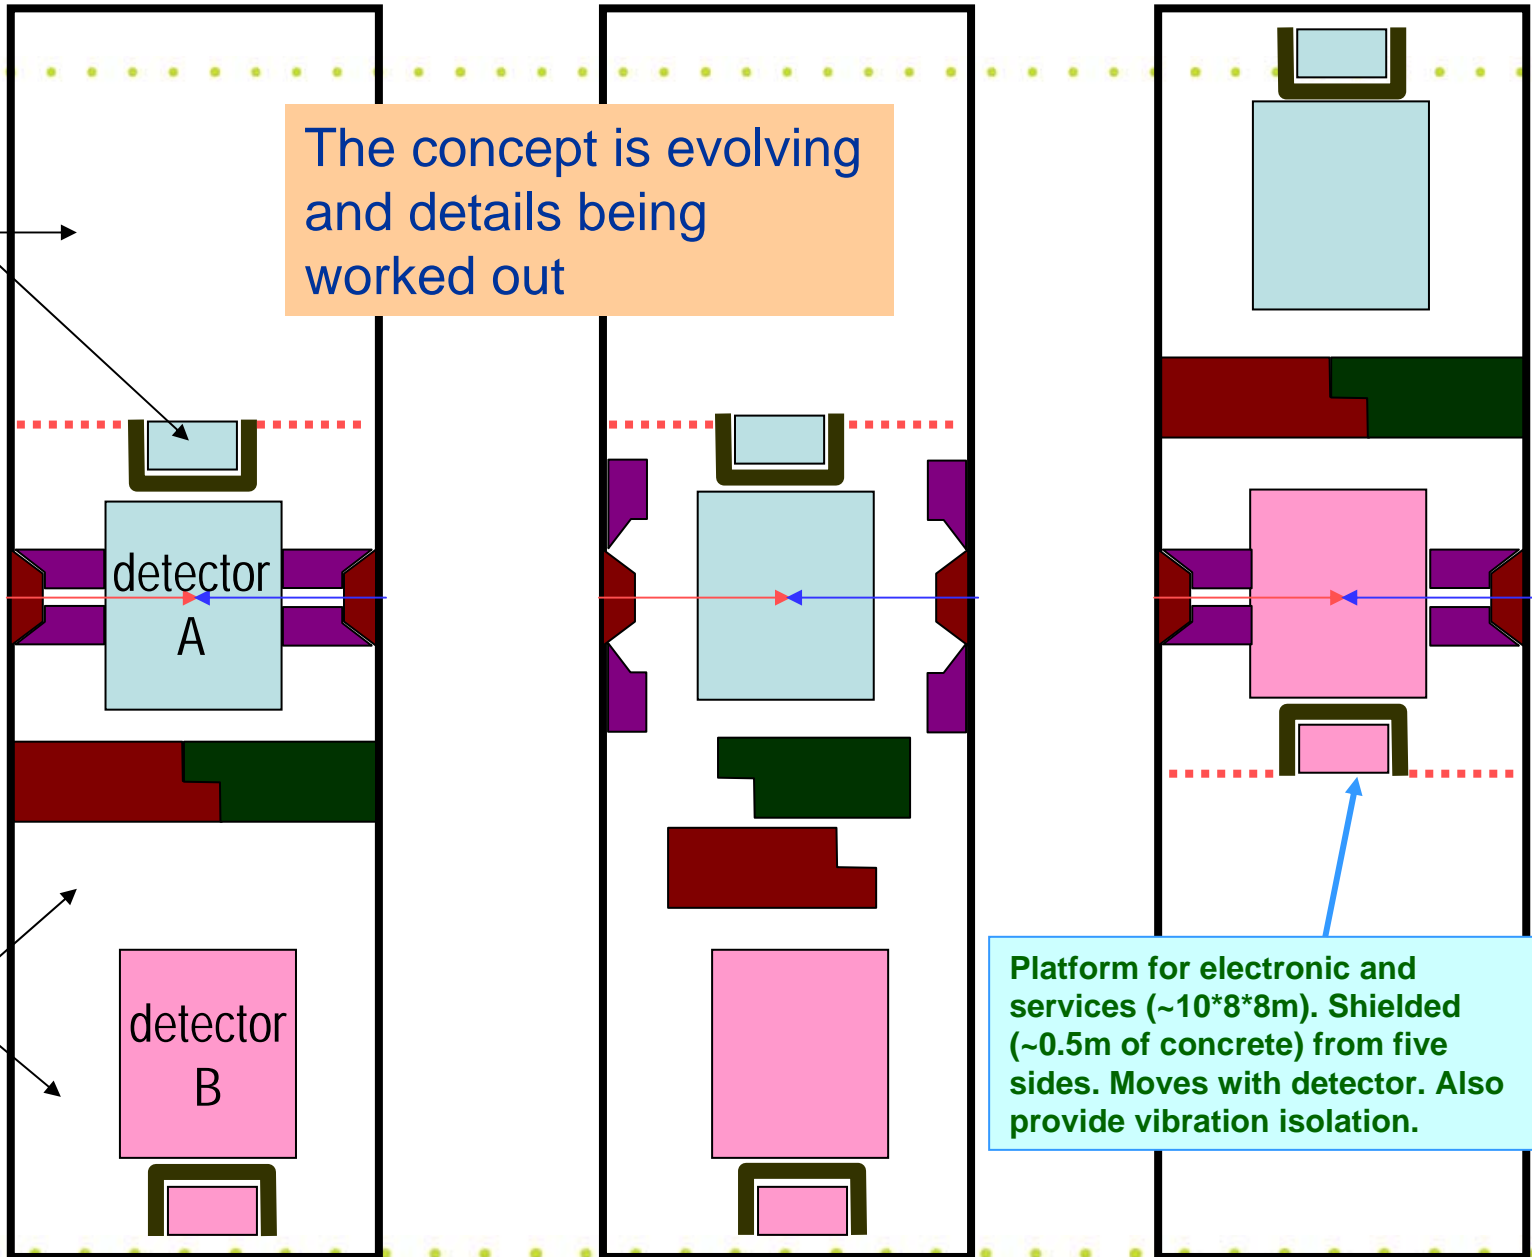 The concept is evolving
and details being
worked out
detector
A
detector
B
Platform for electronic and
services (~10*8*8m). Shielded
(~0.5m of concrete) from five
sides. Moves with detector. Also
provide vibration isolation.